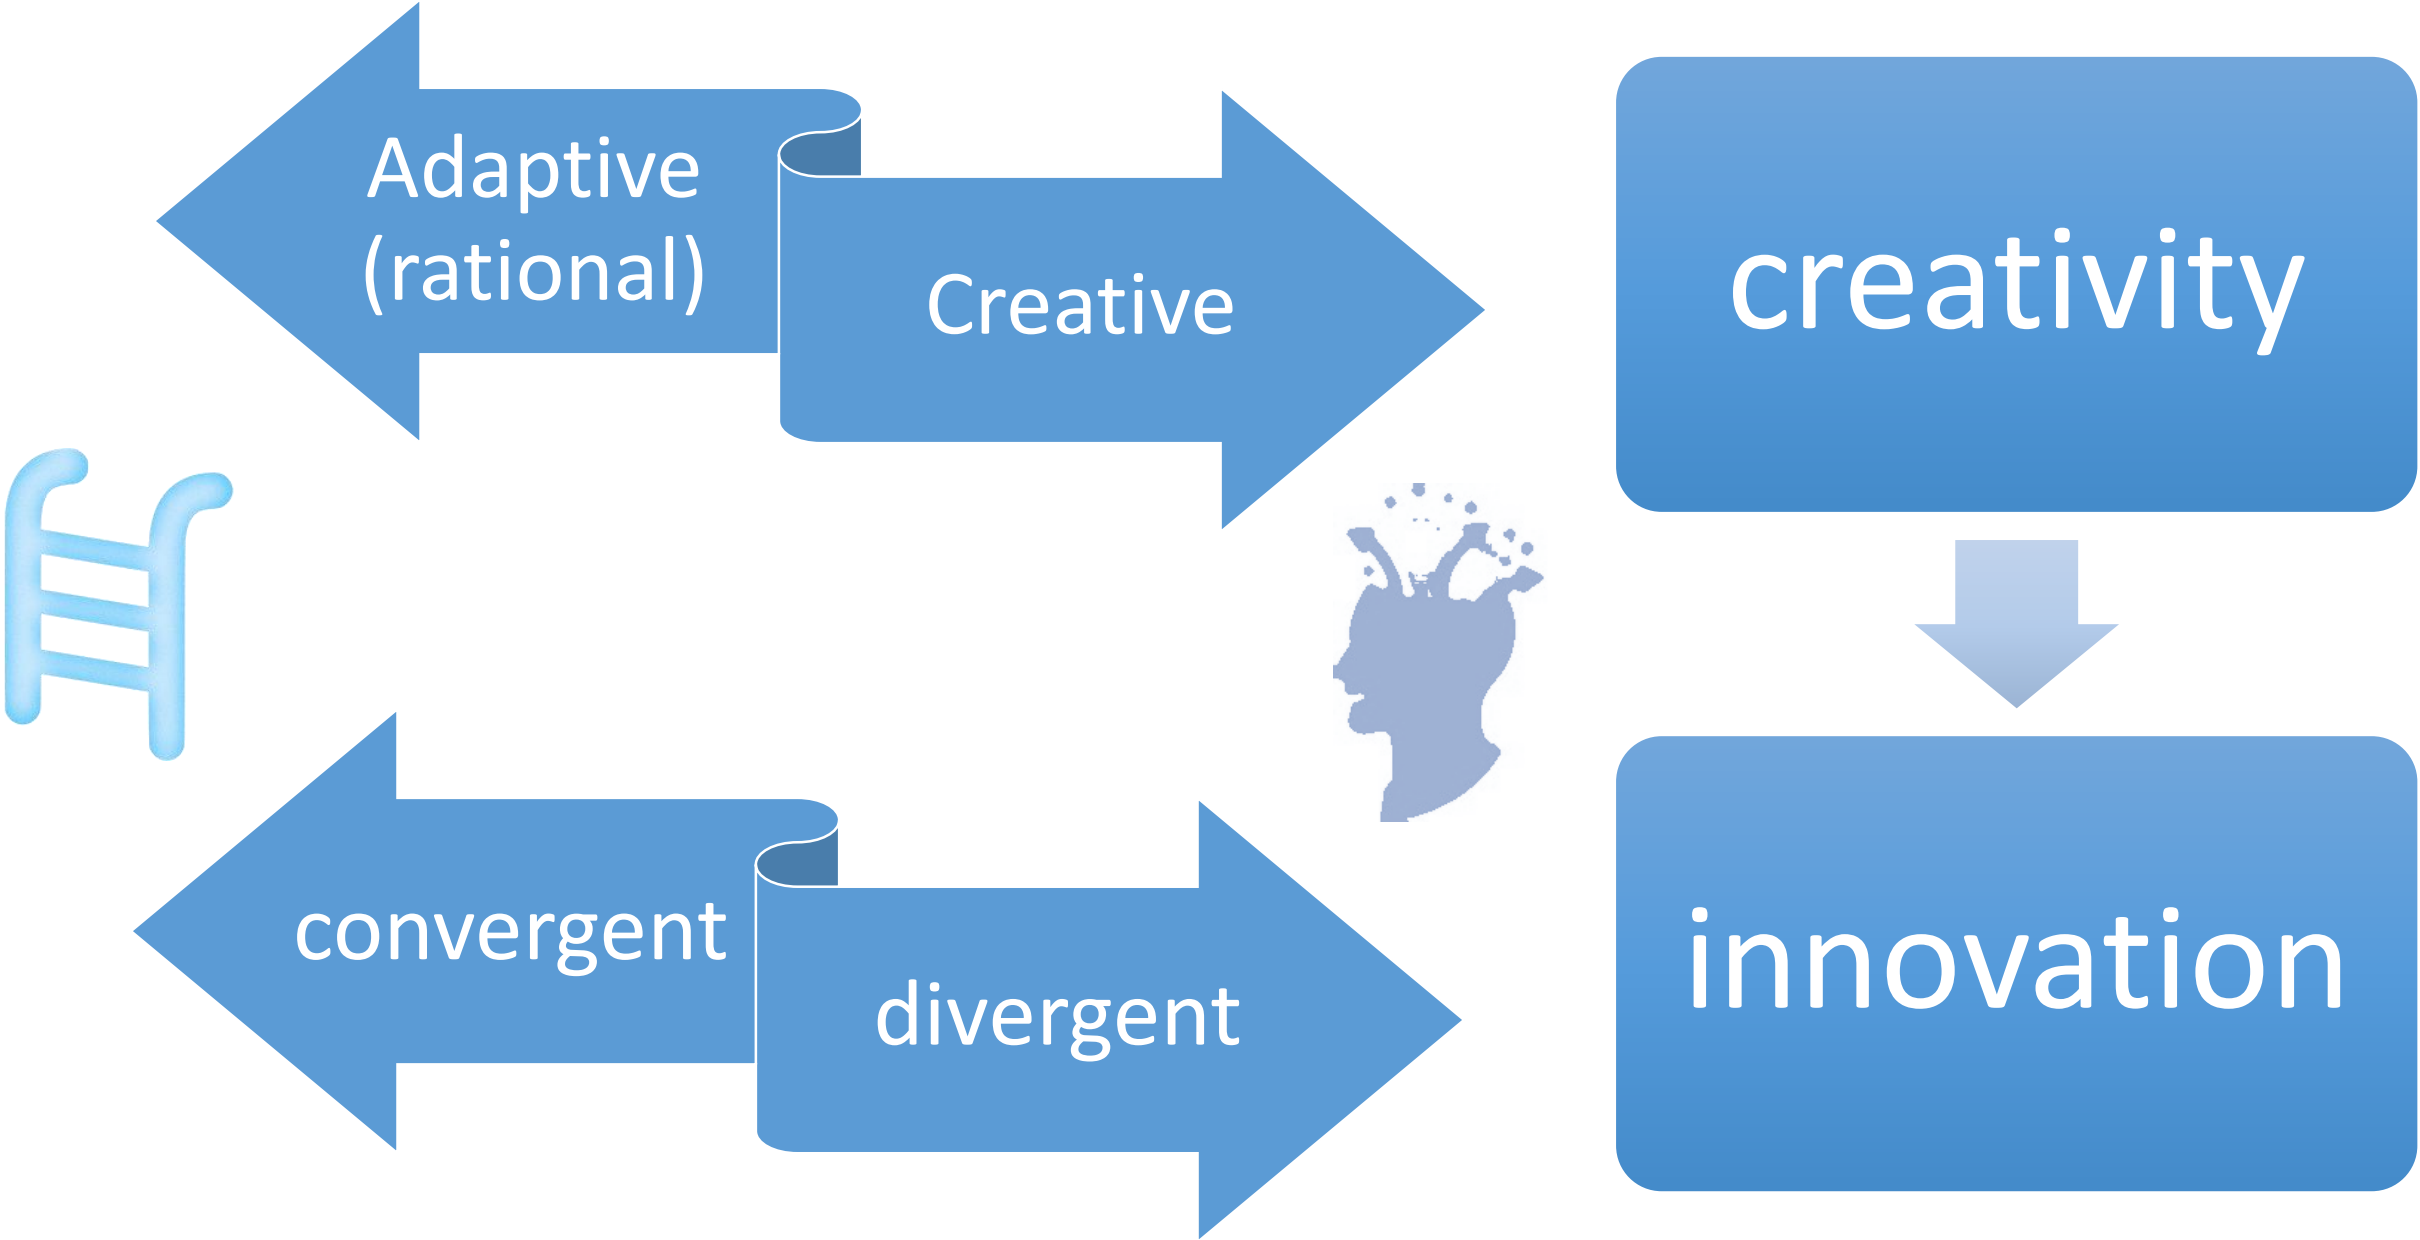 Adaptive
(rational)
Creative
creativity
convergent
divergent
innovation